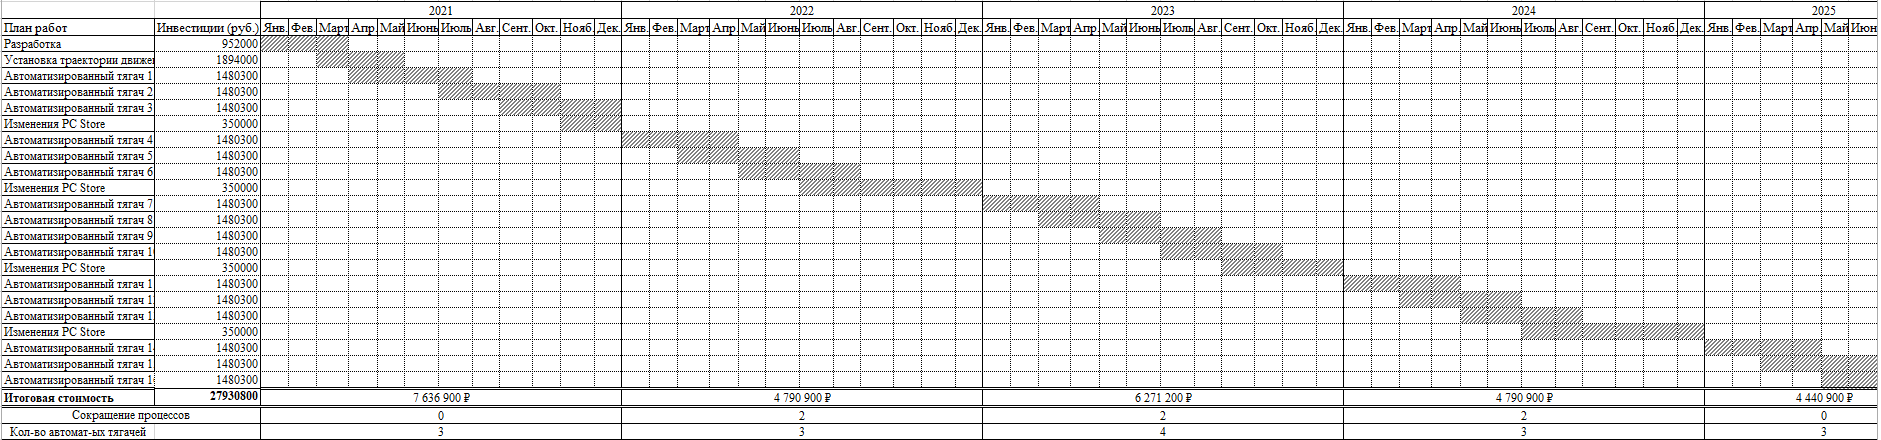 2021 2022 2023 2024 2025
План работ Инвестиции (руб.) Янв. Фев. Март Апр. Май Июнь Июль Авг. Сент. Окт. Нояб. Дек. Янв. Фев. Март Апр. Май Июнь Июль Авг. Сент. Окт. Нояб. Дек. Янв. Фев. Март Апр. Май Июнь Июль Авг. Сент. Окт. Нояб. Дек. Янв. Фев. Март Апр. Май Июнь Июль Авг. Сент. Окт. Нояб. Дек. Янв. Фев. Март Апр. Май Июн
Разработка 952000
Установка траектории движе 1894000
Автоматизированный тягач 1 1480300
Автоматизированный тягач 2 1480300
Автоматизированный тягач 3 1480300
Изменения PC Store 350000
Автоматизированный тягач 4 1480300
Автоматизированный тягач 5 1480300
Автоматизированный тягач 6 1480300
Изменения PC Store 350000
Автоматизированный тягач 7 1480300
Автоматизированный тягач 8 1480300
Автоматизированный тягач 9 1480300
Автоматизированный тягач 1 1480300
Изменения PC Store 350000
Автоматизированный тягач 1 1480300
Автоматизированный тягач 1 1480300
Автоматизированный тягач 1 1480300
Изменения PC Store 350000
Автоматизированный тягач 1 1480300
Автоматизированный тягач 1 1480300
Автоматизированный тягач 1 1480300
Итоговая стоимость 27930800 7 636 900 ₽ 4 790 900 ₽ 6 271 200 ₽ 4 790 900 ₽ 4 440 900 ₽
Сокращение процессов 0 2 2 2 0
Кол-во автомат-ых тягачей 3 3 4 3 3